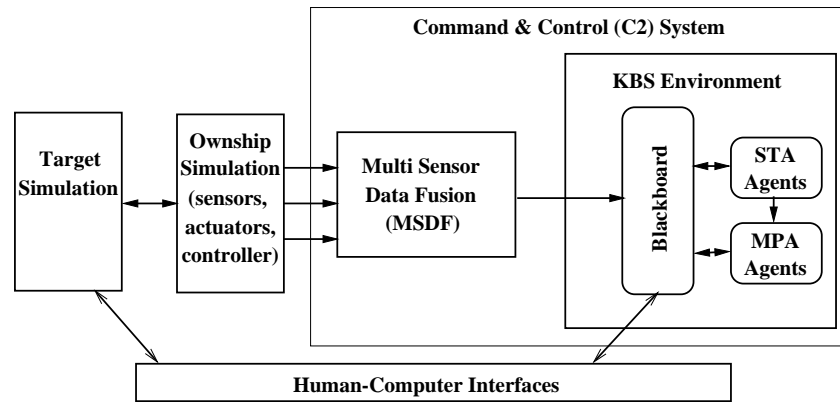 Command & Control (C2) System
KBS Environment
Target
Simulation
Ownship
Simulation
(sensors,
actuators,
controller)
Multi Sensor
Data Fusion
(MSDF)
Blackboard
STA
Agents
MPA
Agents
Human-Computer Interfaces